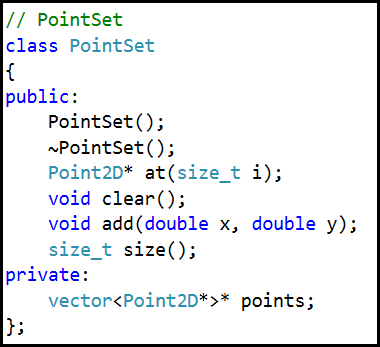 // PointSet
class PointSet
{
public:
    PointSet();
    ~PointSet();
    Point2D* at(size_t i);
    void clear();
    void add(double x, double y);
    size_t size();
private:
    vector<Point2D*>* points;
};